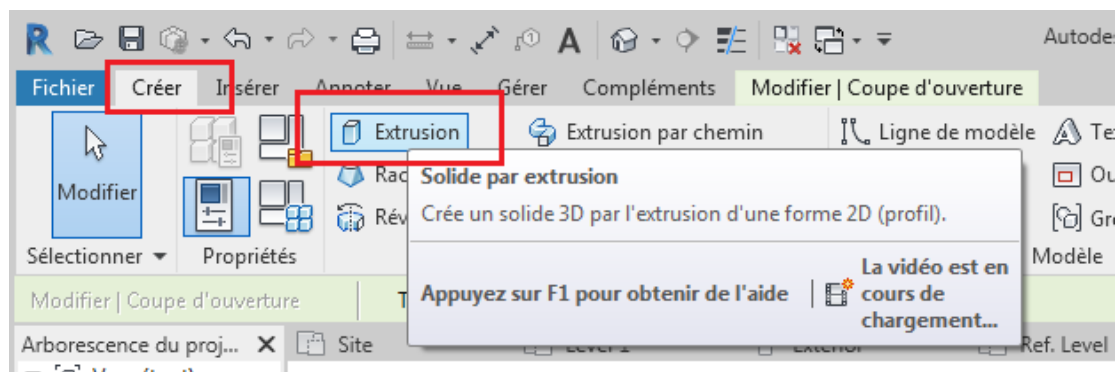 Autodes
Fichier Créer Insérer Annoter Vue Gérer Compléments Modifier | Coupe d'ouverture
Extrusion Extrusion par chemin Ligne de modèle
Modifier
Solide par extrusion
Crée un solide 3D par l'extrusion d'une forme 2D (profil).
Sélectionner Propriétés Modèle
Appuyez sur F1 pour obtenir de l'aide
La vidéo est en
cours de
chargement...
Modifier | Coupe d'ouverture
Arborescence du proj... Site Ref. Level